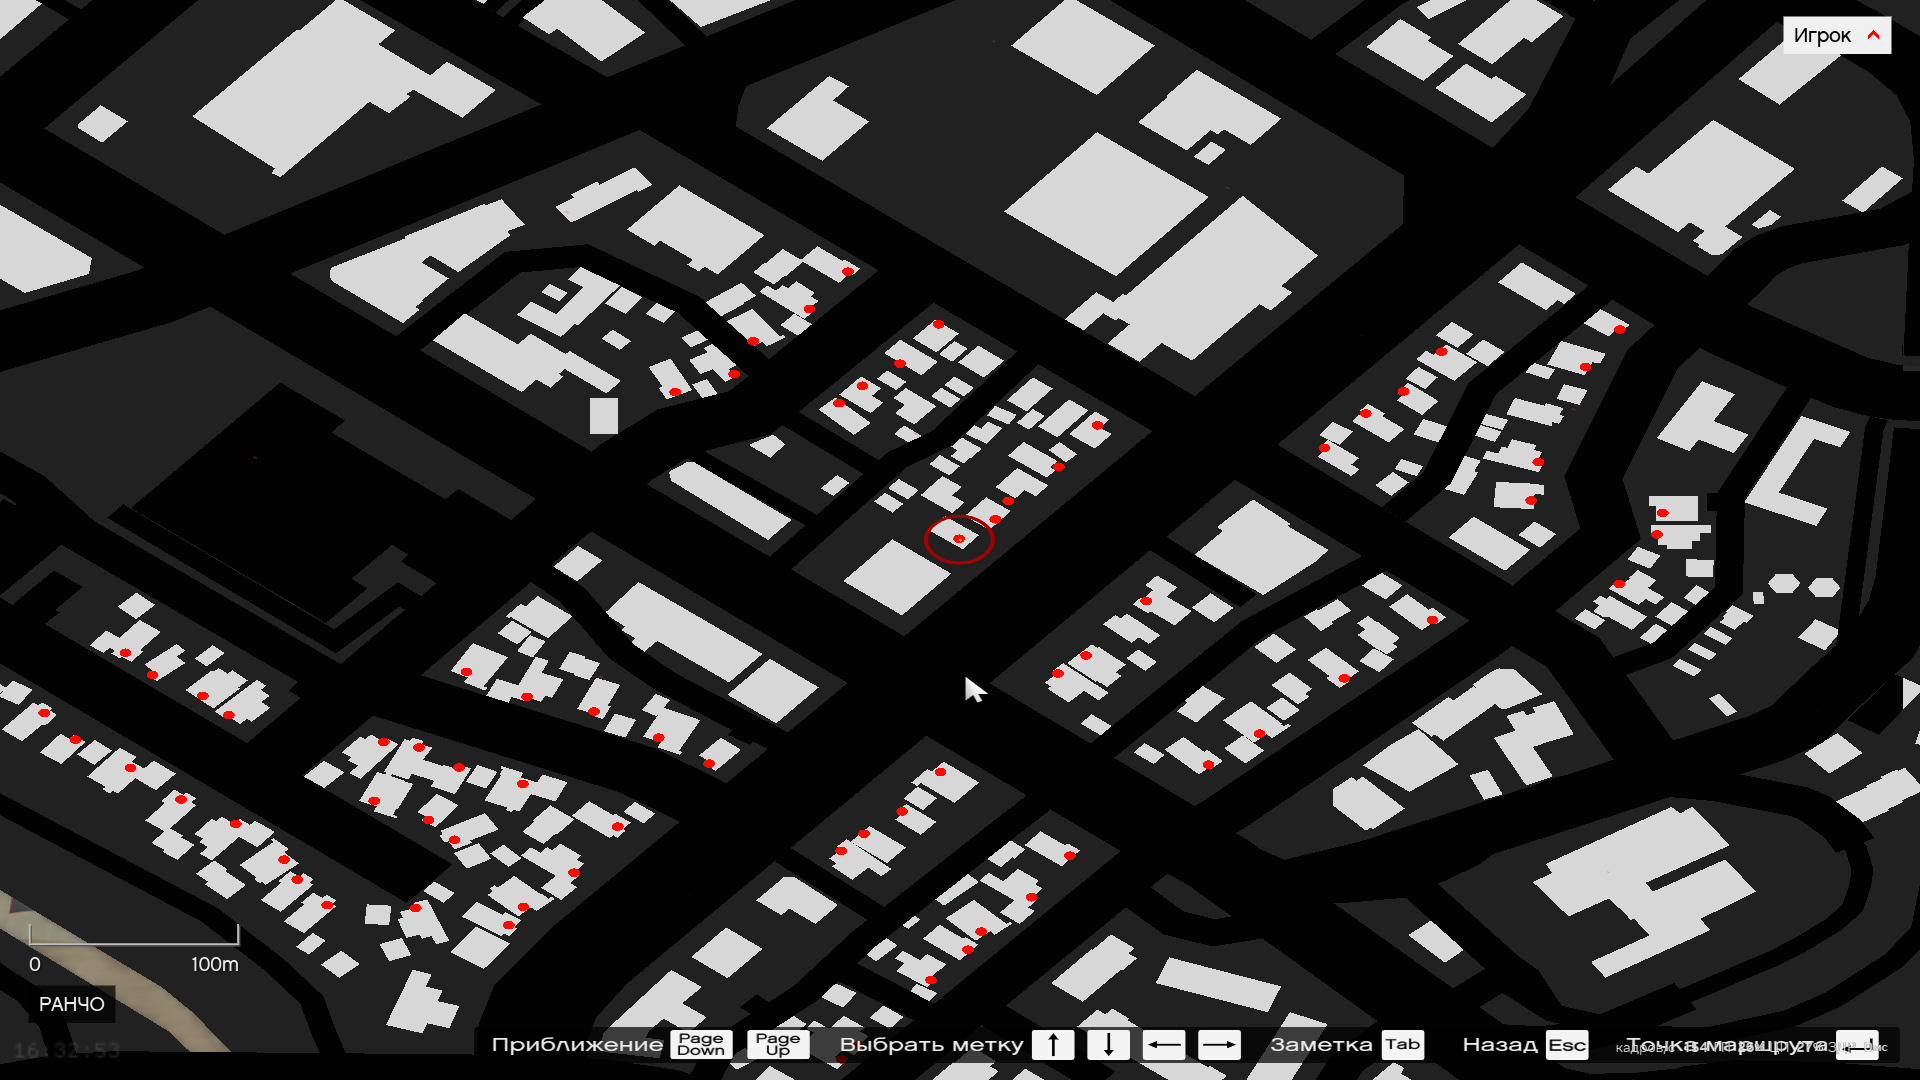 Игрок
0 100m
РАНЧО
16:32:53
Приближение Page Down Page Up Выбрать метку ↑ ↓ ← → Заметка Tab Назад Esc Точка маршрута